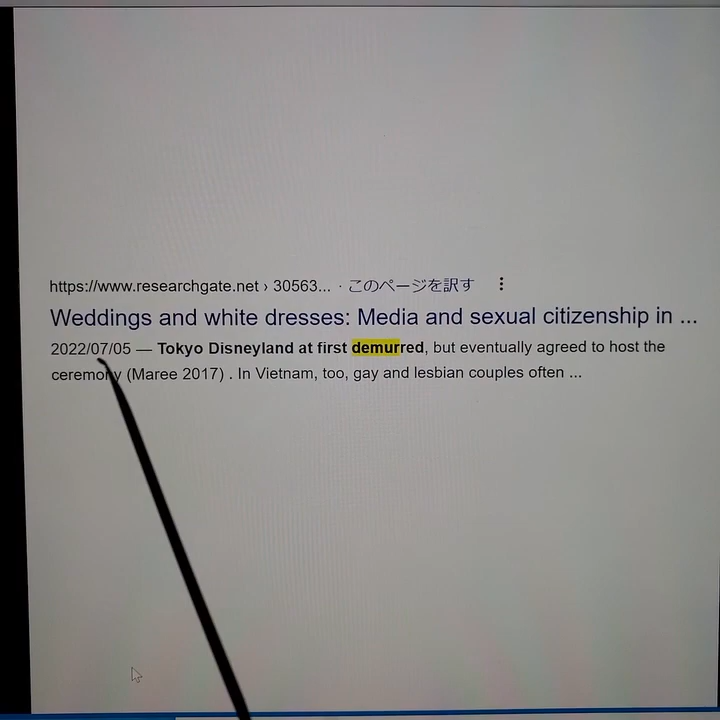 https://www.researchgate.net › 30563... · このページを訳す
Weddings and white dresses: Media and sexual citizenship in ...
2022/07/05 — Tokyo Disneyland at first demurred, but eventually agreed to host the
ceremony (Maree 2017) . In Vietnam, too, gay and lesbian couples often ...